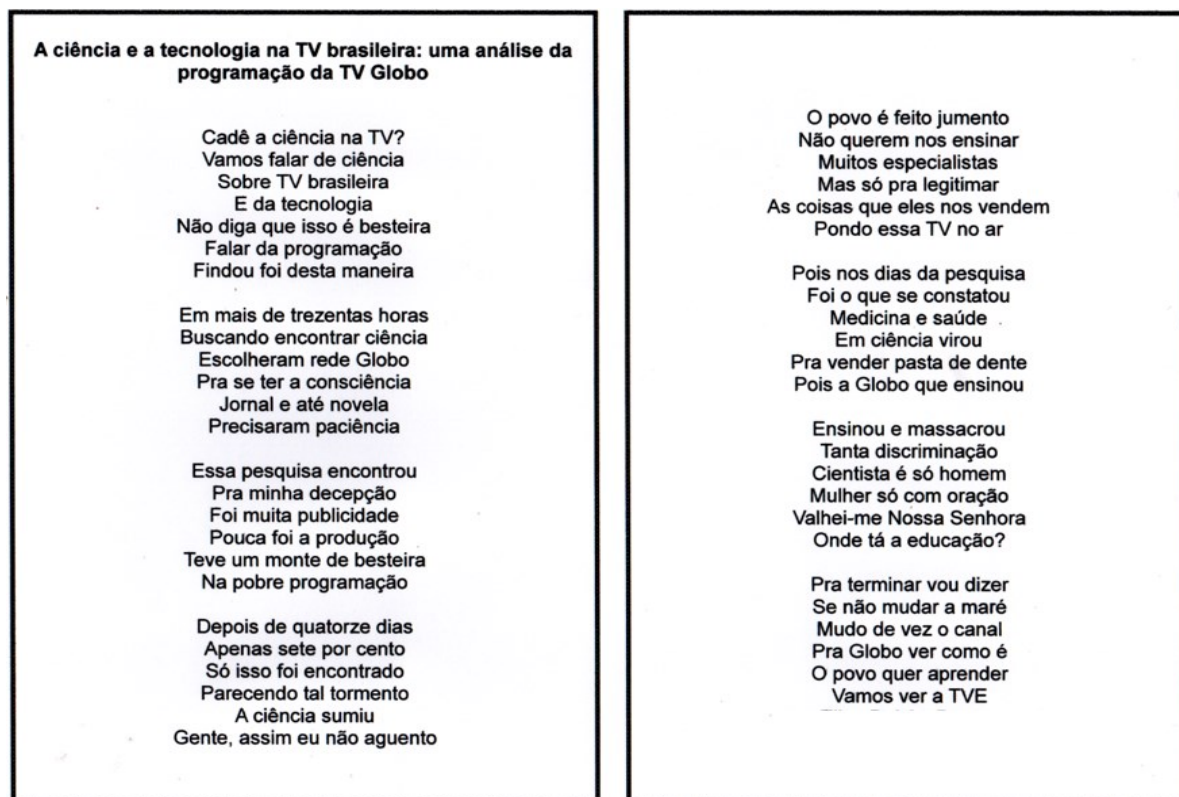 A ciência e a tecnologia na TV brasileira: uma análise da
programação da TV Globo
Cadê a ciência na TV?
Vamos falar de ciência
Sobre TV brasileira
E da tecnologia
Não diga que isso é besteira
Falar da programação
Findou foi desta maneira
Em mais de trezentas horas
Buscando encontrar ciência
Escolheram rede Globo
Pra se ter a consciência
Jornal e até novela
Precisaram paciência
Essa pesquisa encontrou
Pra minha decepção
Foi muita publicidade
Pouca foi a produção
Teve um monte de besteira
Na pobre programação
Depois de quatorze dias
Apenas sete por cento
Só isso foi encontrado
Parecendo tal tormento
A ciência sumiu
Gente, assim eu não aguento
O povo é feito jumento
Não querem nos ensinar
Muitos especialistas
Mas só pra legitimar
As coisas que eles nos vendem
Pondo essa TV no ar
Pois nos dias da pesquisa
Foi o que se constatou
Medicina e saúde
Em ciência virou
Pra vender pasta de dente
Pois a Globo que ensinou
Ensinou e massacrou
Tanta discriminação
Cientista é só homem
Mulher só com oração
Valhei-me Nossa Senhora
Onde tá a educação?
Pra terminar vou dizer
Se não mudar a maré
Mudo de vez o canal
Pra Globo ver como é
O povo quer aprender
Vamos ver a TVE